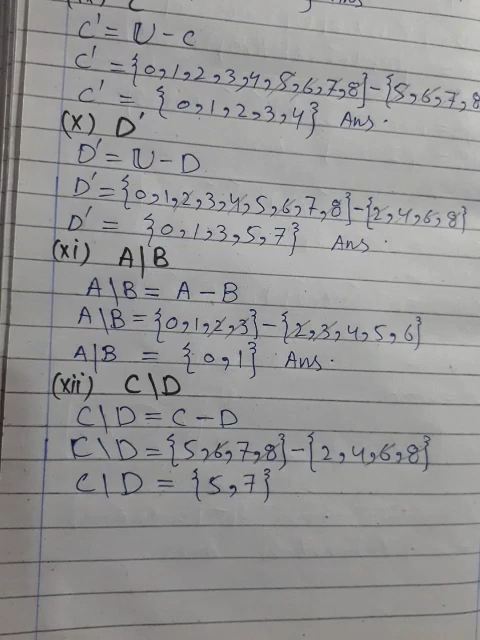 C' = U - C
C' = {0,1,2,3,4,5,6,7,8} - {5,6,7,8
C' = {0,1,2,3,4} Ans.
(x) D'
D' = U - D
D' = {0,1,2,3,4,5,6,7,8} - {2,4,6,8}
D' = {0,1,3,5,7} Ans.
(xi) A|B
A\B = A - B
A\B = {0,1,2,3} - {2,3,4,5,6}
A|B = {0,1} Ans.
(xii) C\D
C\D = C - D
C\D = {5,6,7,8} - {2,4,6,8}
C\D = {5,7}